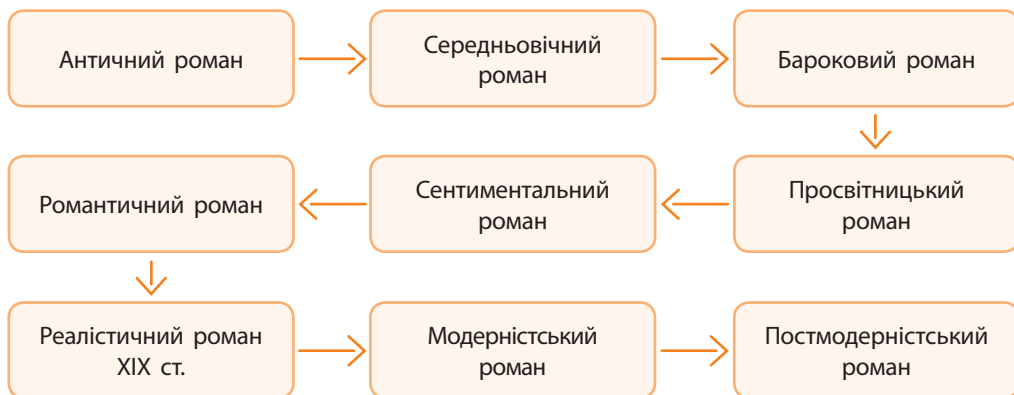 Античний роман
Середньовічний
роман
Бароковий роман
Просвітницький
роман
Сентиментальний
роман
Романтичний роман
Реалістичний роман
ХІХ ст.
Модерністський
роман
Постмодерністський
роман